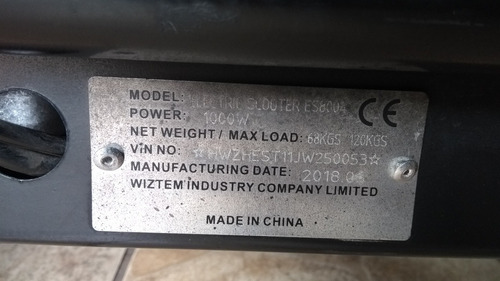 MODEL: ELECTRIC SCOOTER
POWER: 1000W CE
NET WEIGHT / MAX LOAD: 68KGS 120KGS
VIN NO:
MANUFACTURING DATE: 2018.04
WIZTEM INDUSTRY COMPANY LIMITED
MADE IN CHINA